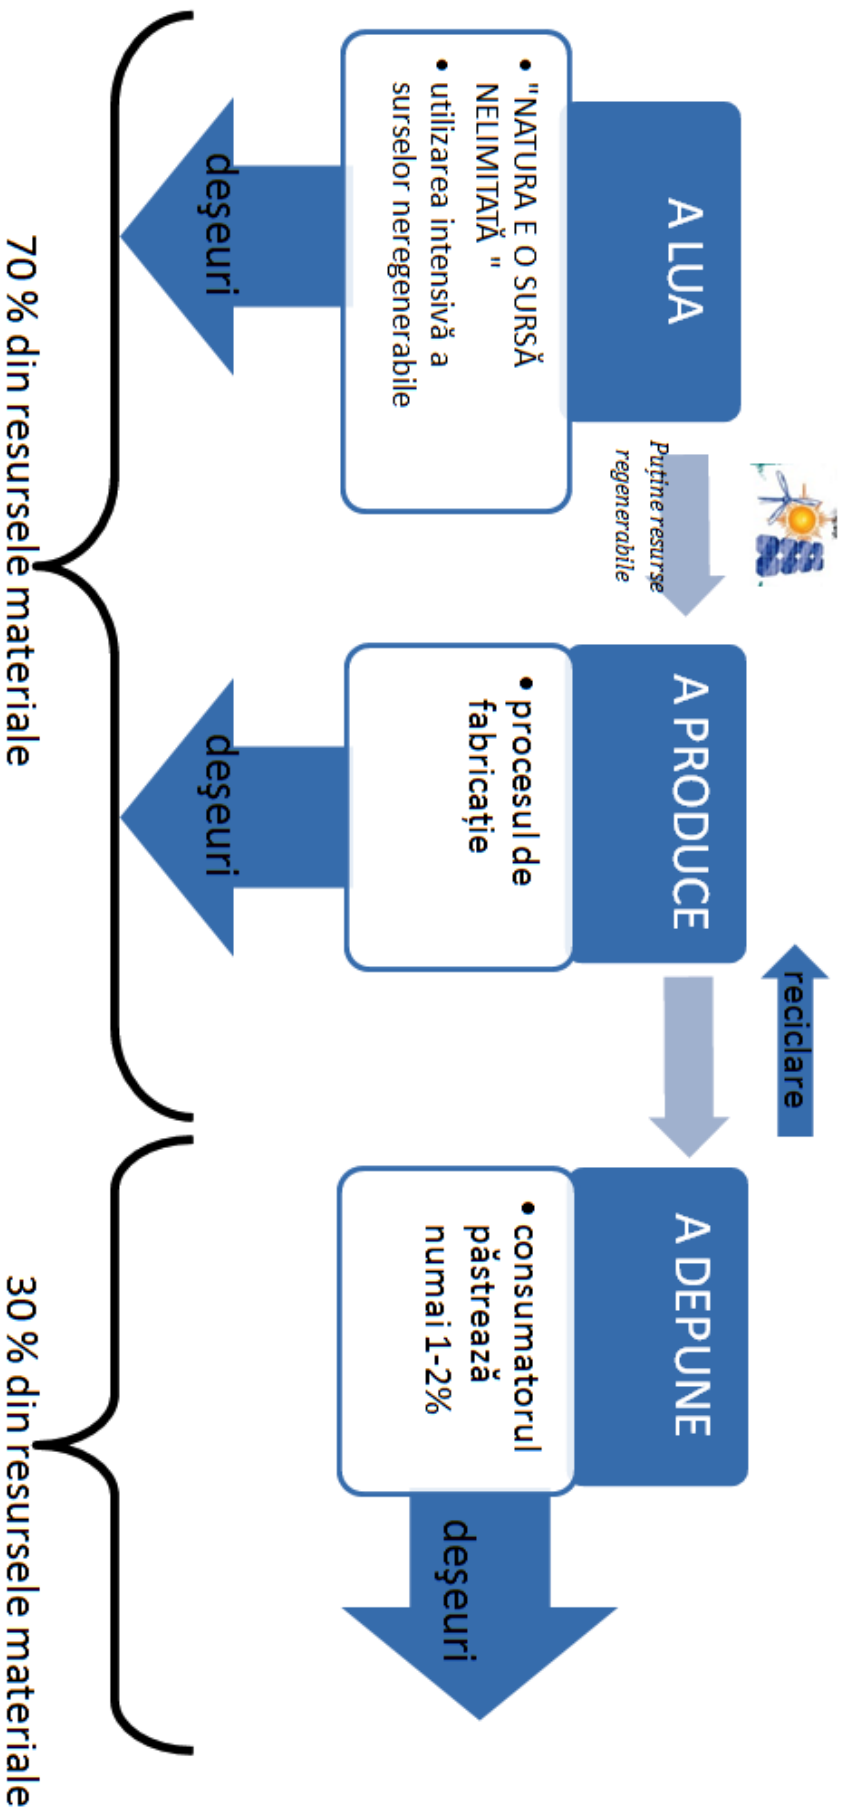 A LUA
• "NATURA E O SURSĂ
NELIMITATĂ "
• utilizarea intensivă a
surselor neregenerabile
deşeuri
Puține resurse
regenerabile
A PRODUCE
• procesul de
fabricație
deşeuri
reciclare
A DEPUNE
• consumatorul
păstrează
numai 1-2%
deşeuri
70 % din resursele materiale
30 % din resursele materiale